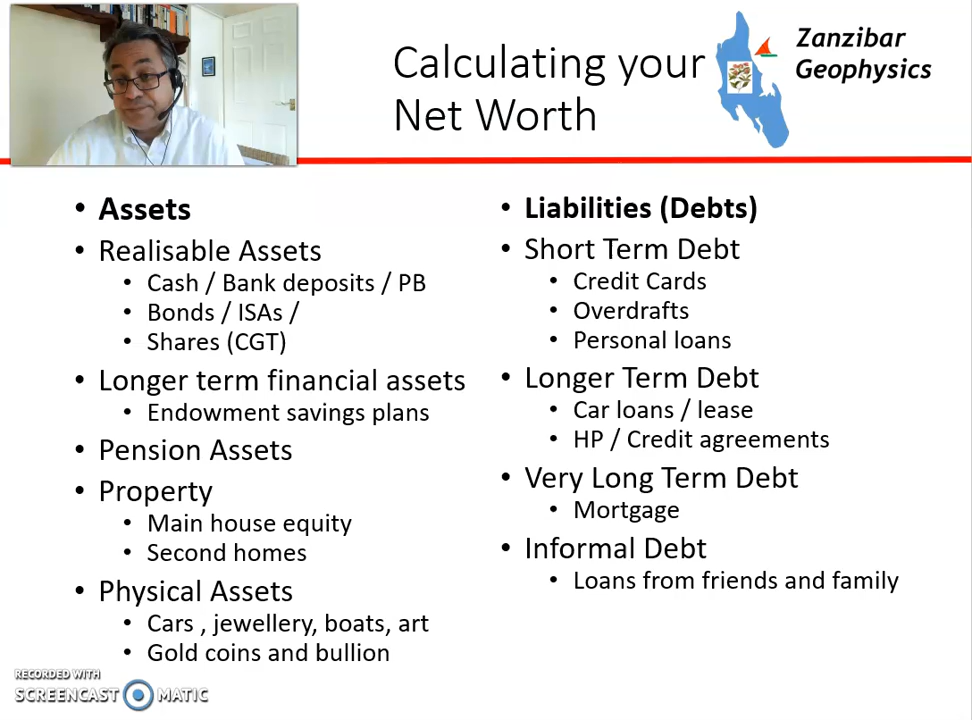 Calculating your
Net Worth
Zanzibar
Geophysics
• Assets
• Realisable Assets
• Cash / Bank deposits / PB
• Bonds / ISAs /
• Shares (CGT)
• Longer term financial assets
• Endowment savings plans
• Pension Assets
• Property
• Main house equity
• Second homes
• Physical Assets
• Cars , jewellery, boats, art
• Gold coins and bullion
• Liabilities (Debts)
• Short Term Debt
• Credit Cards
• Overdrafts
• Personal loans
• Longer Term Debt
• Car loans / lease
• HP / Credit agreements
• Very Long Term Debt
• Mortgage
• Informal Debt
• Loans from friends and family
RECORDED WITH
SCREENCAST MATIC